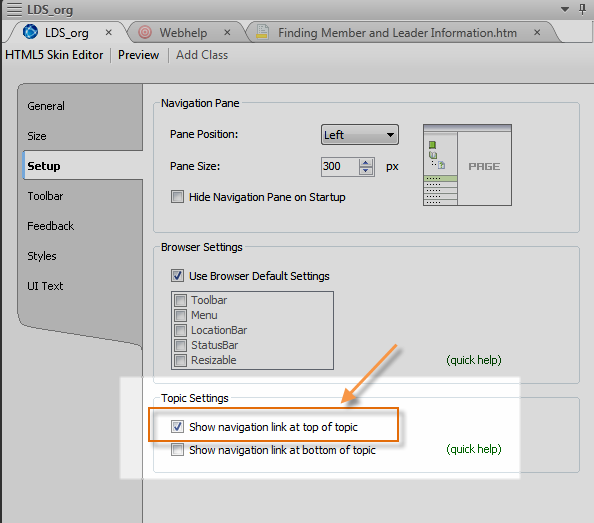 LDS_org
LDS_org Webhelp Finding Member and Leader Information.htm
HTML5 Skin Editor Preview Add Class
General
Size
Setup
Toolbar
Feedback
Styles
UI Text
Navigation Pane
Pane Position: Left
Pane Size: 300 px
PAGE
Hide Navigation Pane on Startup
Browser Settings
Use Browser Default Settings
Toolbar
Menu
LocationBar
StatusBar
Resizable
(quick help)
Topic Settings
Show navigation link at top of topic
Show navigation link at bottom of topic (quick help)